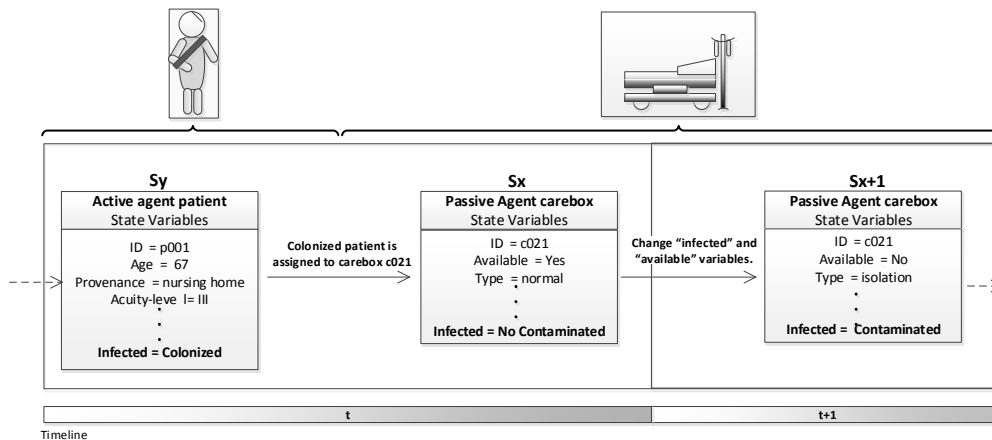 Sy
Active agent patient
State Variables
ID = p001
Age = 67
Provenance = nursing home
Acuity-leve l= III
Infected = Colonized
Colonized patient is
assigned to carebox c021
Sx
Passive Agent carebox
State Variables
ID = c021
Available = Yes
Type = normal
Infected = No Contaminated
Change “infected” and
“available” variables.
Sx+1
Passive Agent carebox
State Variables
ID = c021
Available = No
Type = isolation
Infected = Contaminated
t
t+1
Timeline